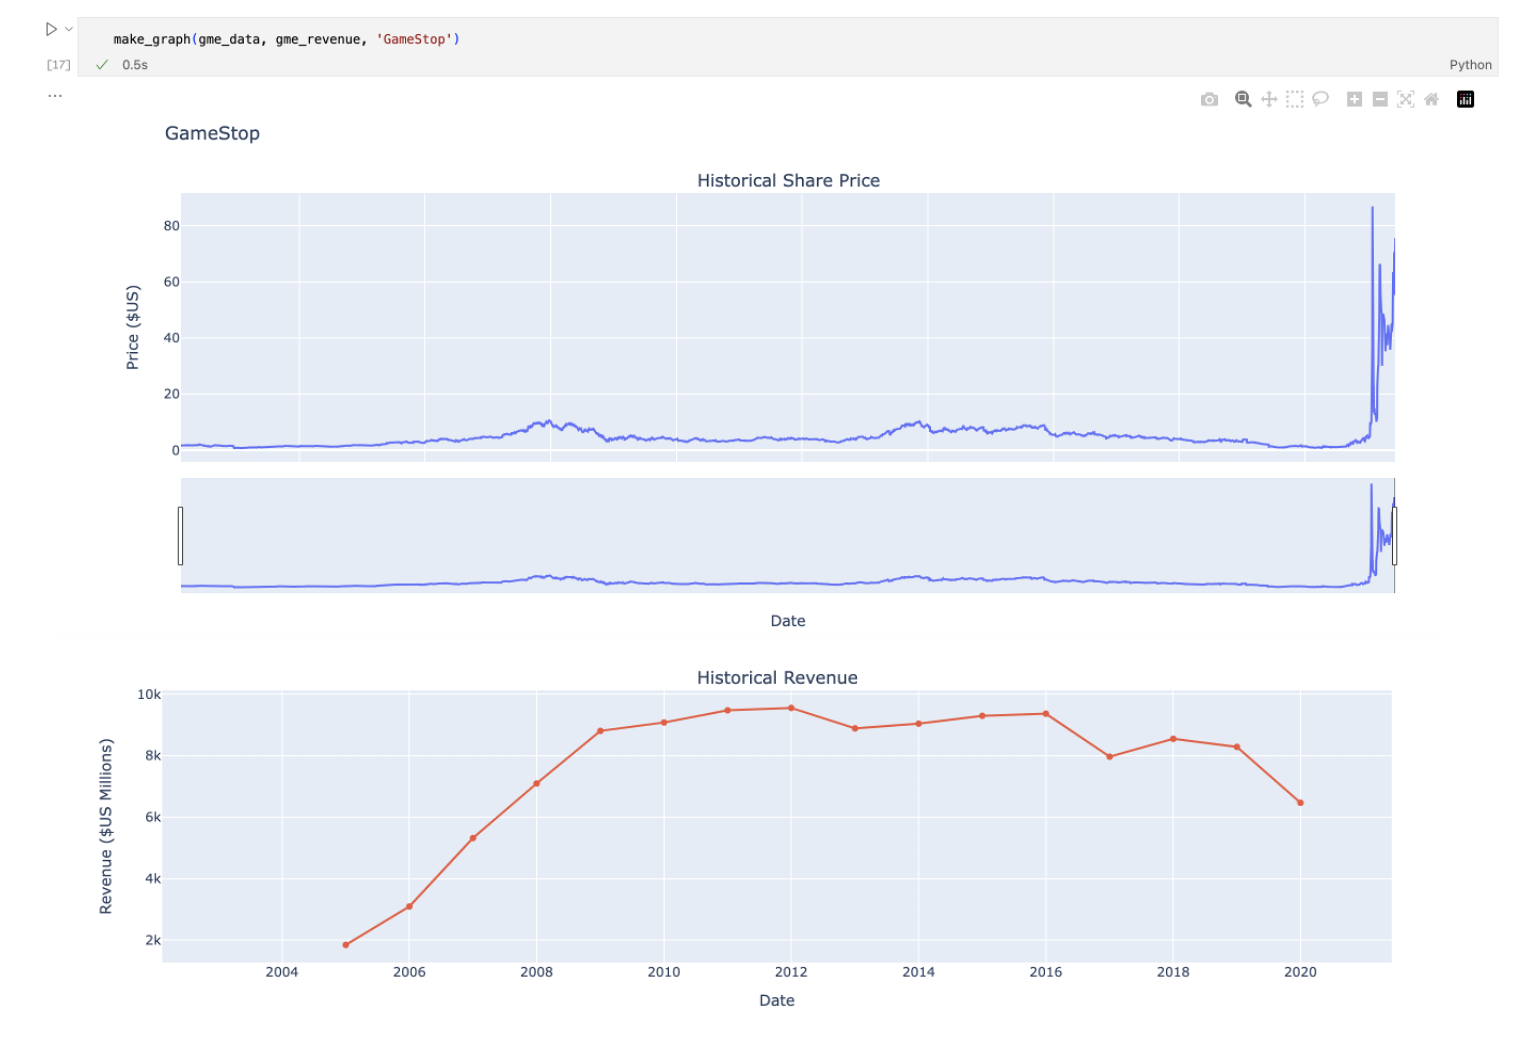 make_graph(gme_data, gme_revenue, 'GameStop')
[17]
0.5s
Python
...
GameStop
Historical Share Price
80
60
40
20
0
Price ($US)
Date
Historical Revenue
10k
8k
6k
4k
2k
Revenue ($US Millions)
2004 2006 2008 2010 2012 2014 2016 2018 2020
Date